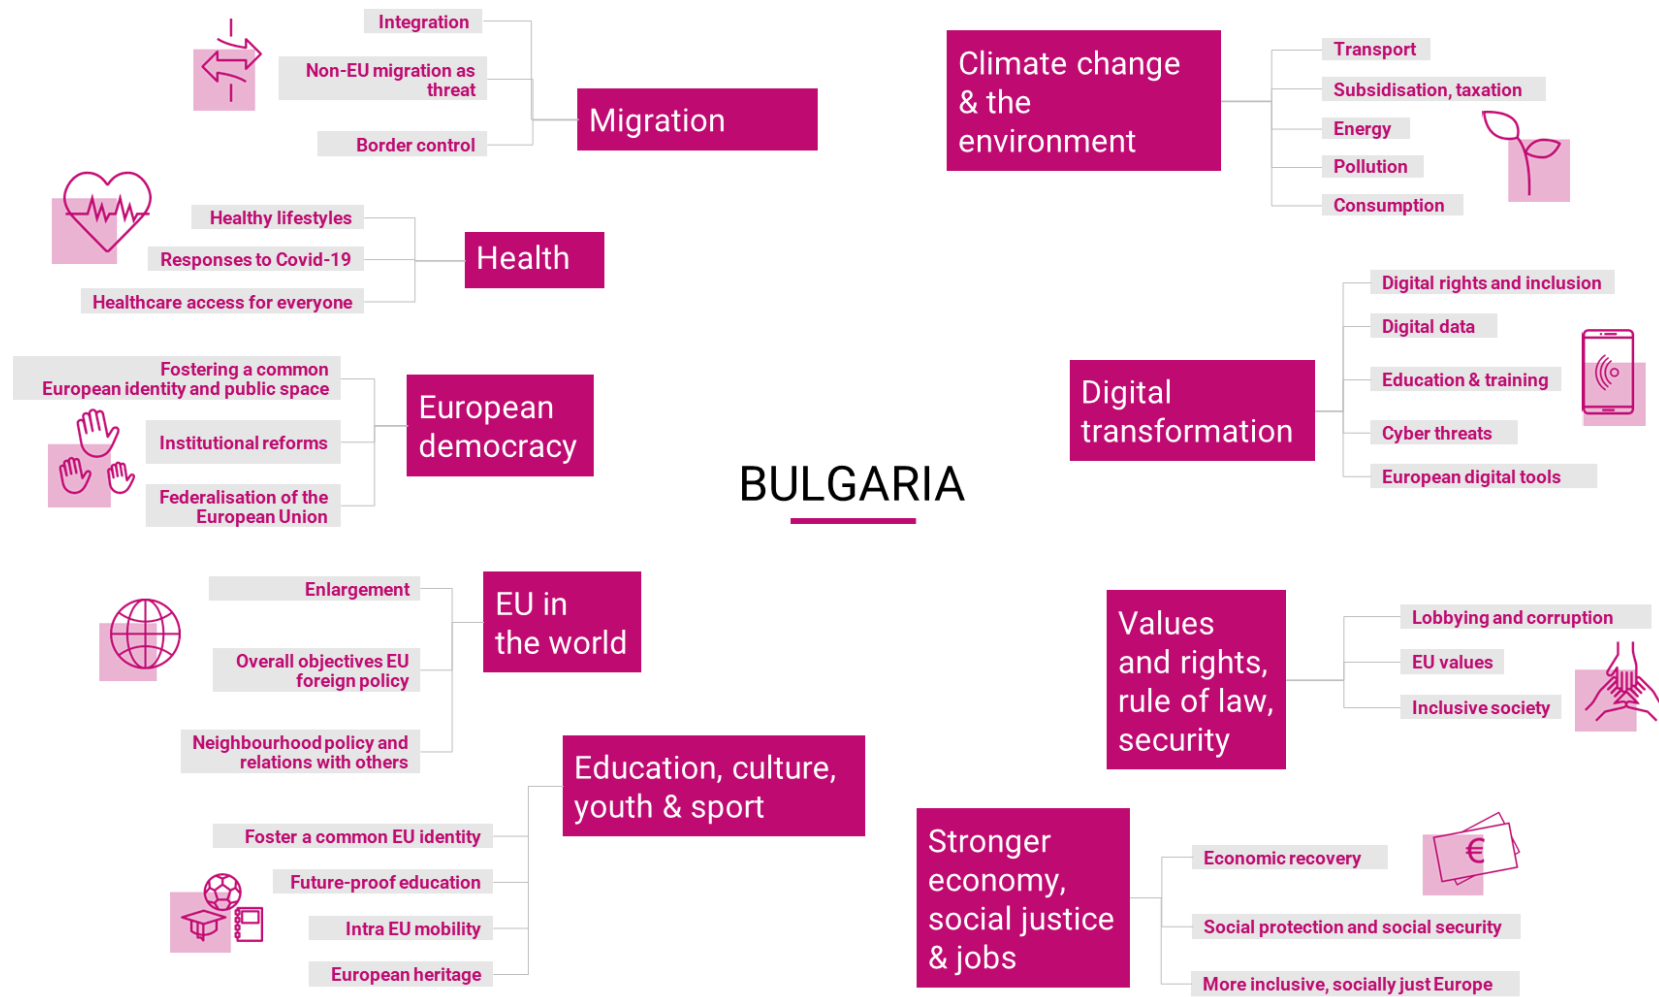 Integration
Non-EU migration as
threat
Border control
Migration
Healthy lifestyles
Responses to Covid-19
Healthcare access for everyone
Health
Fostering a common
European identity and public space
Institutional reforms
Federalisation of the
European Union
European
democracy
Enlargement
Overall objectives EU
foreign policy
Neighbourhood policy and
relations with others
EU in
the world
Education, culture,
youth & sport
Foster a common EU identity
Future-proof education
Intra EU mobility
European heritage
BULGARIA
Climate change
& the
environment
Transport
Subsidisation, taxation
Energy
Pollution
Consumption
Digital
transformation
Digital rights and inclusion
Digital data
Education & training
Cyber threats
European digital tools
Values
and rights,
rule of law,
security
Lobbying and corruption
EU values
Inclusive society
Stronger
economy,
social justice
& jobs
Economic recovery
Social protection and social security
More inclusive, socially just Europe
€